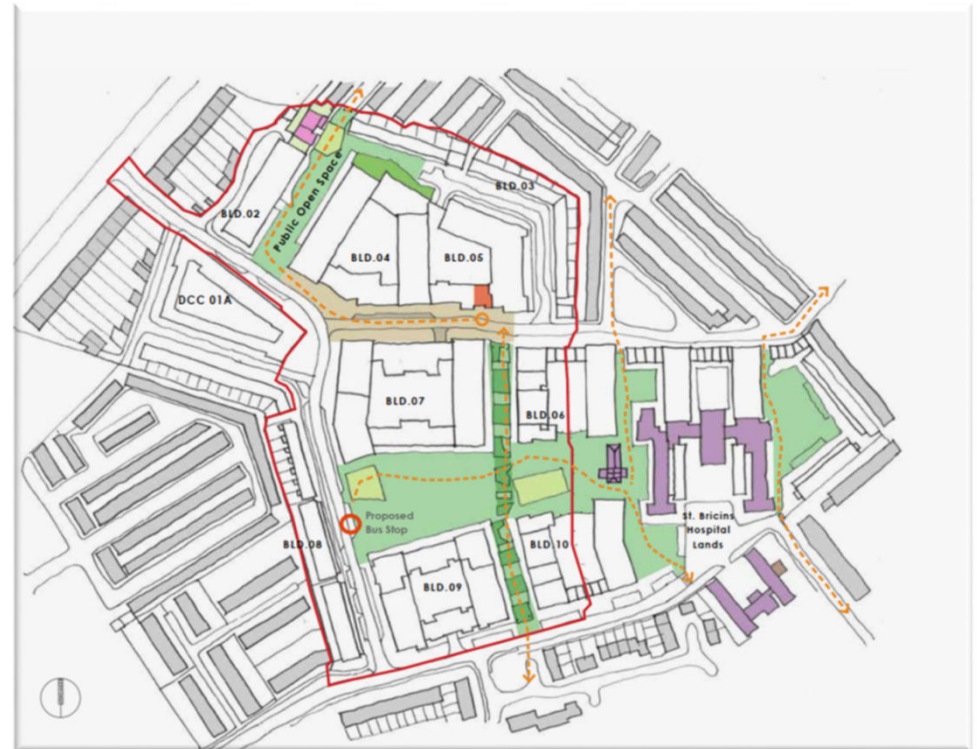 BLD.03
Public Open Space
BLD.02
BLD.04
BLD.05
DCC 01A
BLD.07
BLD.06
Proposed
Bus Stop
St. Bricins
Hospital
Lands
BLD.08
BLD.10
BLD.09